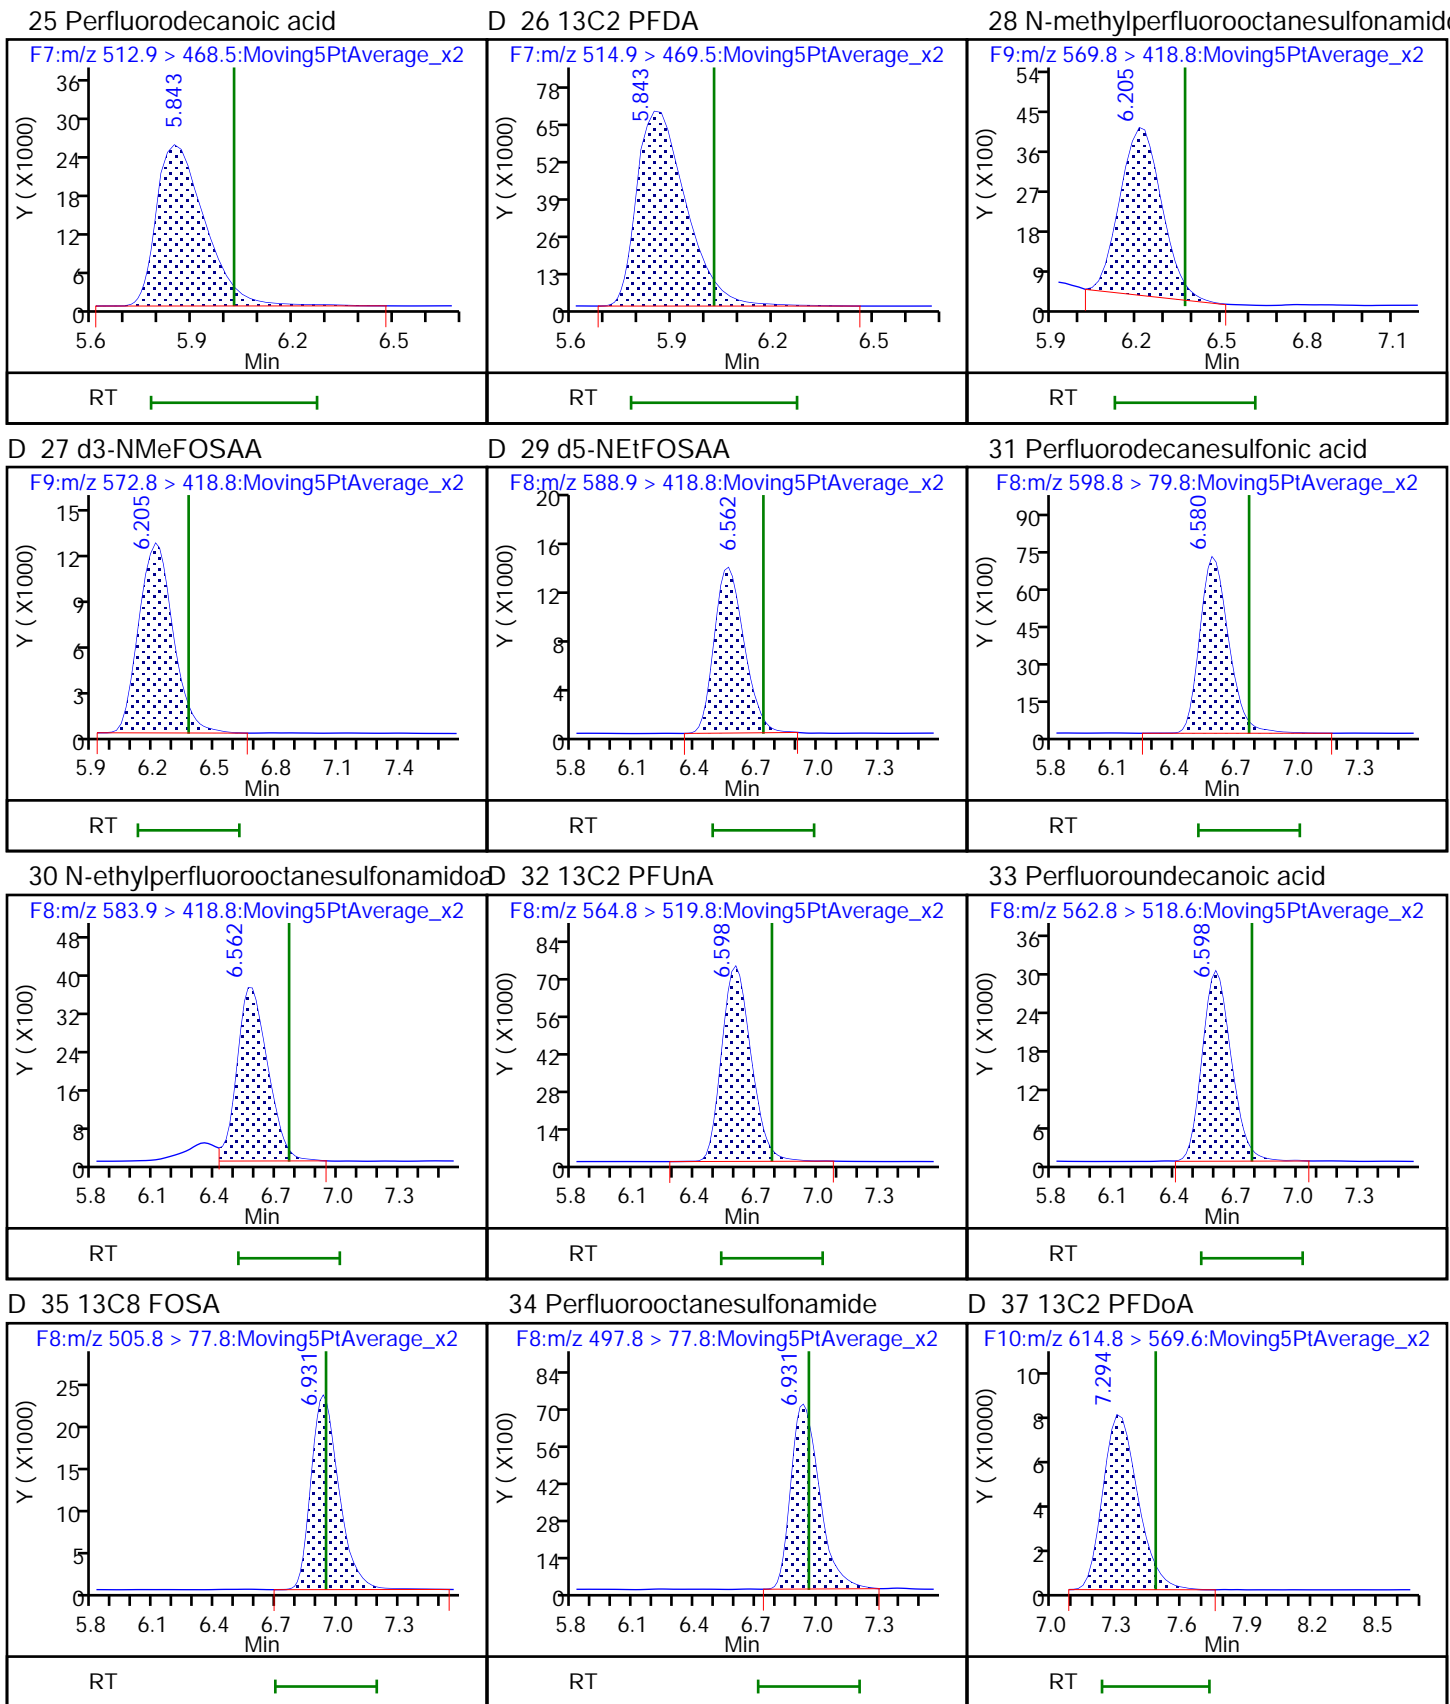 25 Perfluorodecanoic acid
F7:m/z 512.9 > 468.5:Moving5PtAverage_x2
5.843
Y ( X1000)
36
30
24
18
12
6
0
5.6 5.9 6.2 6.5
Min
RT
D 26 13C2 PFDA
F7:m/z 514.9 > 469.5:Moving5PtAverage_x2
5.843
Y ( X1000)
78
65
52
39
26
13
0
5.6 5.9 6.2 6.5
Min
RT
28 N-methylperfluorooctanesulfonamido
F9:m/z 569.8 > 418.8:Moving5PtAverage_x2
6.205
Y ( X100)
54
45
36
27
18
9
0
5.9 6.2 6.5 6.8 7.1
Min
RT
D 27 d3-NMeFOSAA
F9:m/z 572.8 > 418.8:Moving5PtAverage_x2
6.205
Y ( X1000)
15
12
9
6
3
0
5.9 6.2 6.5 6.8 7.1 7.4
Min
RT
D 29 d5-NEtFOSAA
F8:m/z 588.9 > 418.8:Moving5PtAverage_x2
6.562
Y ( X1000)
20
16
12
8
4
0
5.8 6.1 6.4 6.7 7.0 7.3
Min
RT
31 Perfluorodecanesulfonic acid
F8:m/z 598.8 > 79.8:Moving5PtAverage_x2
6.580
Y ( X100)
90
75
60
45
30
15
0
5.8 6.1 6.4 6.7 7.0 7.3
Min
RT
30 N-ethylperfluorooctanesulfonamidoa
F8:m/z 583.9 > 418.8:Moving5PtAverage_x2
6.562
Y ( X100)
48
40
32
24
16
8
0
5.8 6.1 6.4 6.7 7.0 7.3
Min
RT
D 32 13C2 PFUnA
F8:m/z 564.8 > 519.8:Moving5PtAverage_x2
6.598
Y ( X1000)
84
70
56
42
28
14
0
5.8 6.1 6.4 6.7 7.0 7.3
Min
RT
33 Perfluoroundecanoic acid
F8:m/z 562.8 > 518.6:Moving5PtAverage_x2
6.598
Y ( X1000)
36
30
24
18
12
6
0
5.8 6.1 6.4 6.7 7.0 7.3
Min
RT
D 35 13C8 FOSA
F8:m/z 505.8 > 77.8:Moving5PtAverage_x2
6.931
Y ( X1000)
25
20
15
10
5
0
5.8 6.1 6.4 6.7 7.0 7.3
Min
RT
34 Perfluorooctanesulfonamide
F8:m/z 497.8 > 77.8:Moving5PtAverage_x2
6.931
Y ( X100)
84
70
56
42
28
14
0
5.8 6.1 6.4 6.7 7.0 7.3
Min
RT
D 37 13C2 PFDoA
F10:m/z 614.8 > 569.6:Moving5PtAverage_x2
7.294
Y ( X10000)
10
8
6
4
2
0
7.0 7.3 7.6 7.9 8.2 8.5
Min
RT